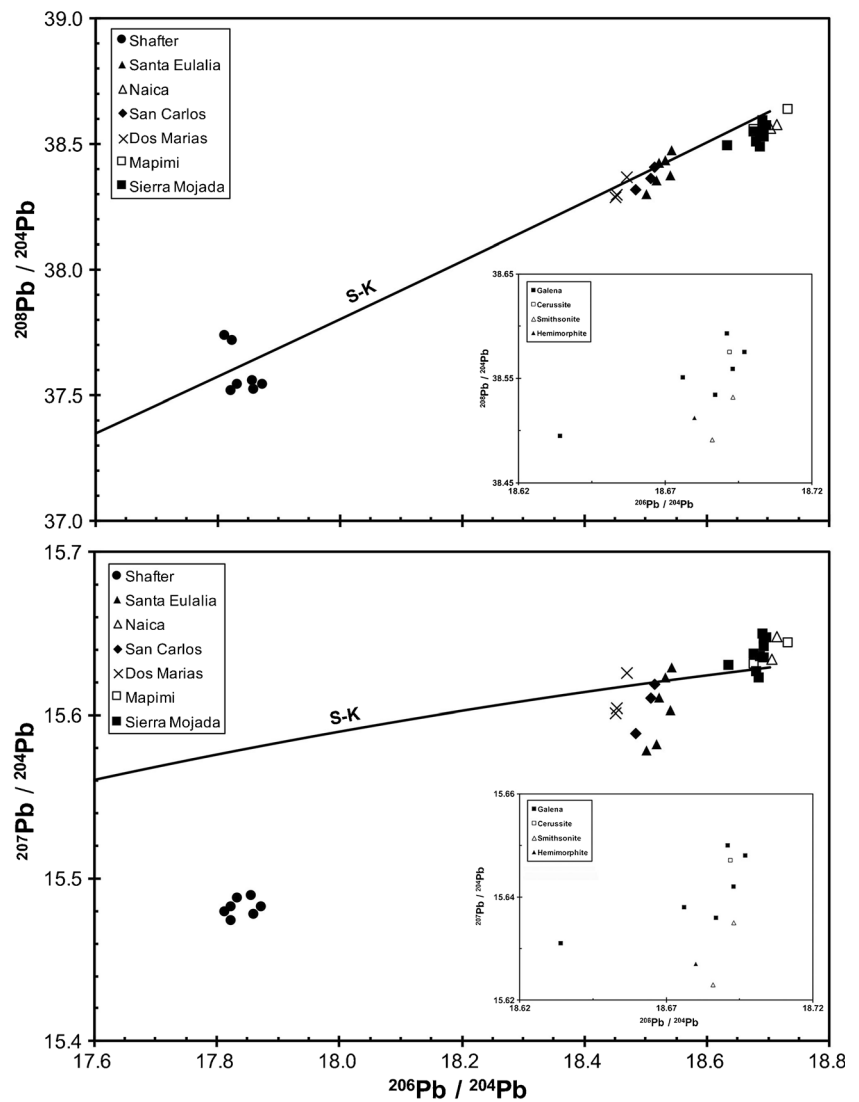 39.0
38.5
38.0
37.5
37.0
208Pb / 204Pb
Shafter
Santa Eulalia
Naica
San Carlos
Dos Marias
Mapimi
Sierra Mojada
S-K
38.65
38.55
38.45
208Pb / 204Pb
Galena
Cerussite
Smithsonite
Hemimorphite
18.62
18.67
18.72
206Pb / 204Pb
15.7
15.6
15.5
15.4
207Pb / 204Pb
Shafter
Santa Eulalia
Naica
San Carlos
Dos Marias
Mapimi
Sierra Mojada
S-K
15.66
15.64
15.62
207Pb / 204Pb
Galena
Cerussite
Smithsonite
Hemimorphite
18.62
18.67
18.72
206Pb / 204Pb
17.6
17.8
18.0
18.2
18.4
18.6
18.8
206Pb / 204Pb